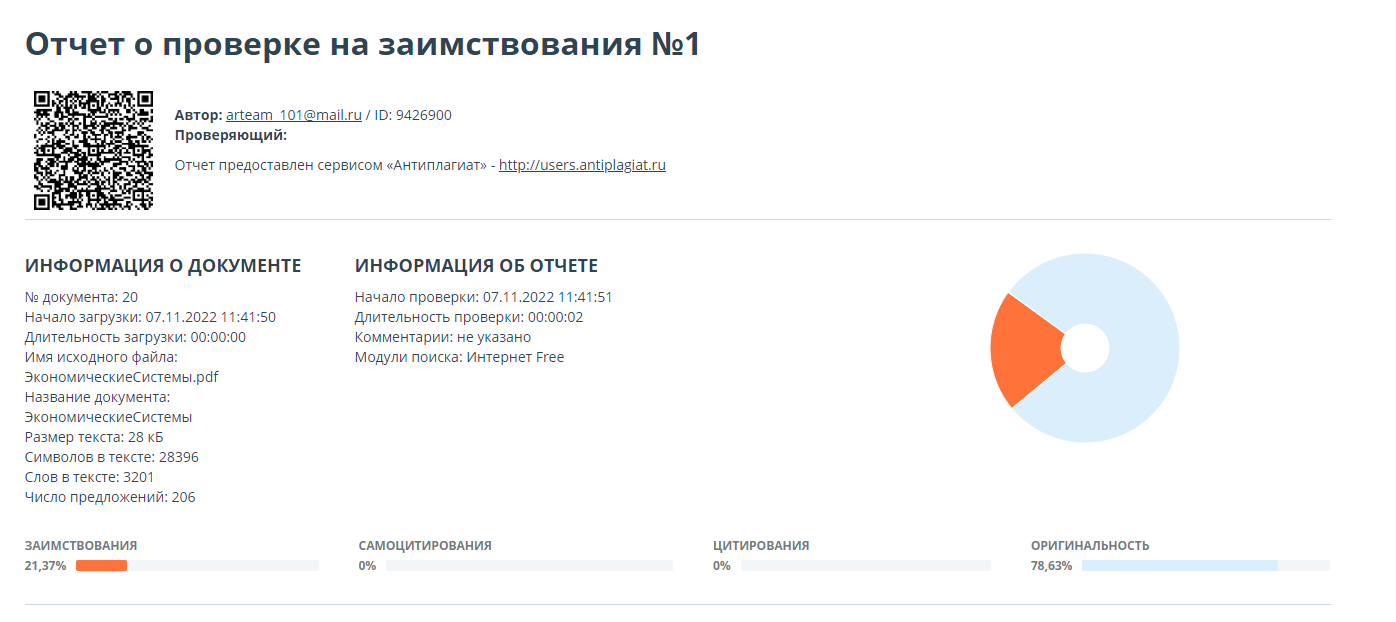 Отчет о проверке на заимствования №1
Автор: arteam_101@mail.ru / ID: 9426900
Проверяющий:
Отчет предоставлен сервисом «Антиплагиат» - http://users.antiplagiat.ru
ИНФОРМАЦИЯ О ДОКУМЕНТЕ
№ документа: 20
Начало загрузки: 07.11.2022 11:41:50
Длительность загрузки: 00:00:00
Имя исходного файла:
ЭкономическиеСистемы.pdf
Название документа:
ЭкономическиеСистемы
Размер текста: 28 кБ
Символов в тексте: 28396
Слов в тексте: 3201
Число предложений: 206
ИНФОРМАЦИЯ ОБ ОТЧЕТЕ
Начало проверки: 07.11.2022 11:41:51
Длительность проверки: 00:00:02
Комментарии: не указано
Модули поиска: Интернет Free
ЗАИМСТВОВАНИЯ
21,37%
САМОЦИТИРОВАНИЯ
0%
ЦИТИРОВАНИЯ
0%
ОРИГИНАЛЬНОСТЬ
78,63%